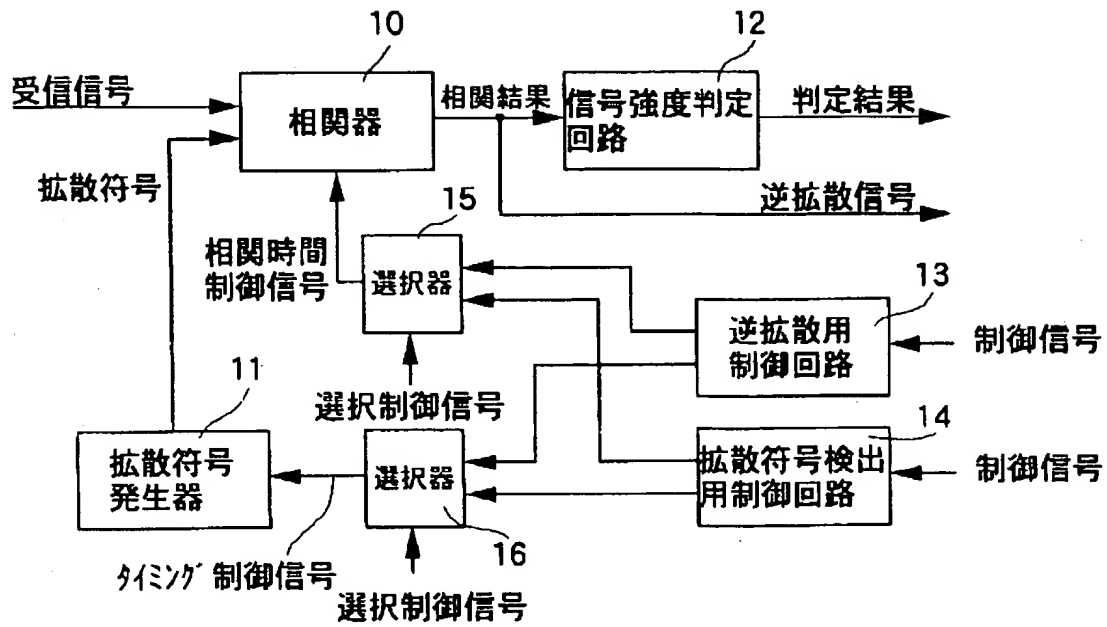 10
12
受信信号
相関器
相関結果
信号強度判定
回路
判定結果
拡散符号
逆拡散信号
15
相関時間
制御信号
選択器
13
逆拡散用
制御回路
制御信号
11
選択制御信号
14
拡散符号
発生器
選択器
拡散符号検出
用制御回路
制御信号
16
タイミング制御信号
選択制御信号